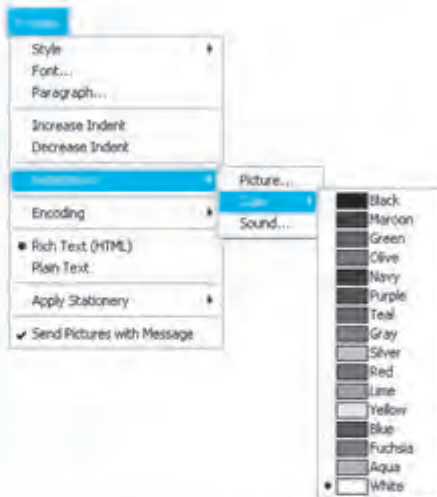 Style
Font...
Paragraph...
Increase Indent
Decrease Indent
Encoding
Rich Text (HTML)
Plain Text
Apply Stationery
Send Pictures with Message
Picture...
Color
Sound...
Black
Maroon
Green
Olive
Navy
Purple
Teal
Gray
Silver
Red
Lime
Yellow
Blue
Fuchsia
Aqua
White